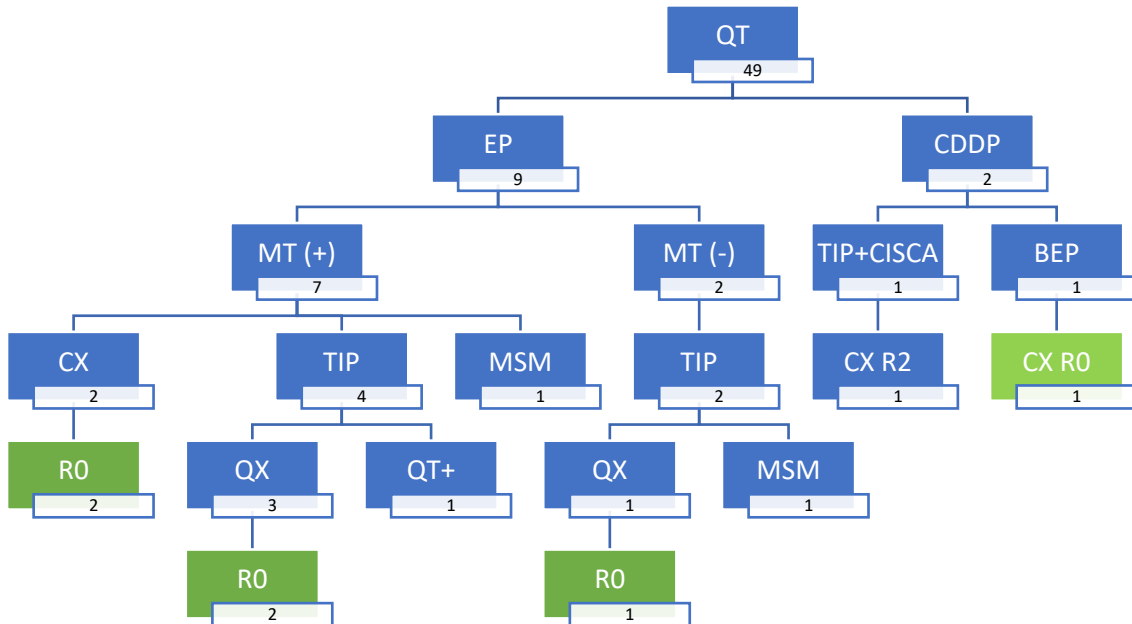 QT
49
EP
9
CDDP
2
MT (+)
7
MT (-)
2
TIP+CISCA
1
BEP
1
CX
2
TIP
4
MSM
1
TIP
2
CX R2
1
CX R0
1
R0
2
QX
3
QT+
1
QX
1
MSM
1
R0
2
R0
1